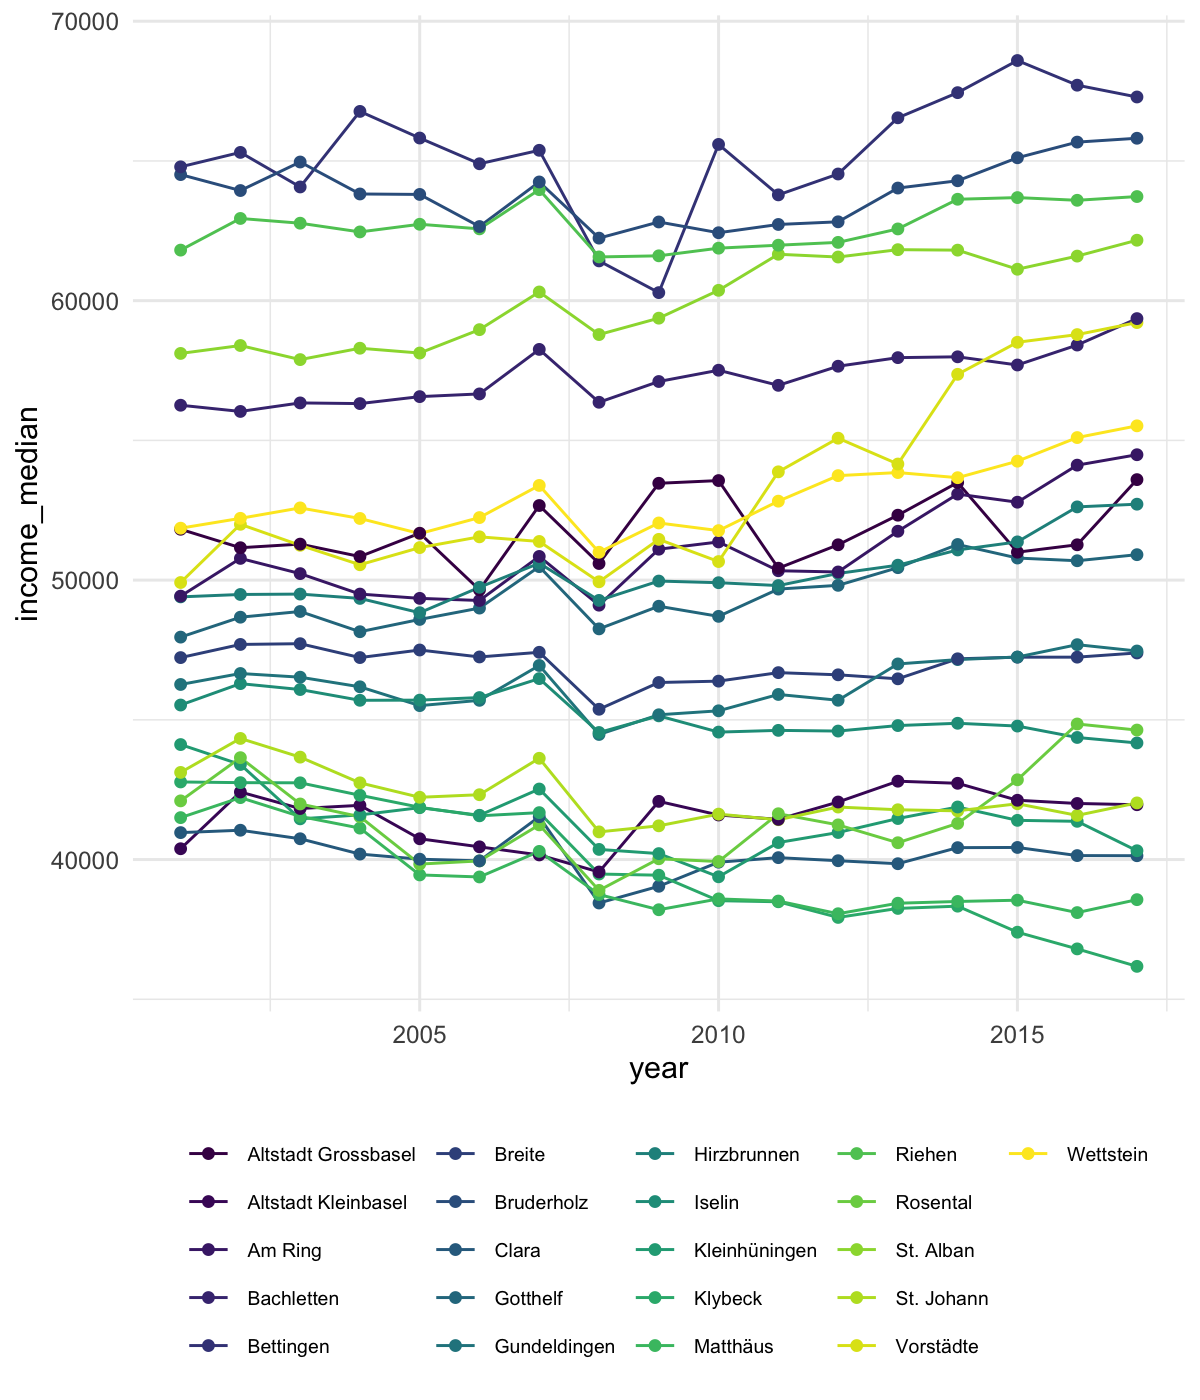 70000
60000
50000
40000
income_median
2005 2010 2015
year
Altstadt Grossbasel Breite Hirzbrunnen Riehen Wettstein
Altstadt Kleinbasel Bruderholz Iselin Rosental
Am Ring Clara Kleinhüningen St. Alban
Bachletten Gotthelf Klybeck St. Johann
Bettingen Gundeldingen Matthäus Vorstädte